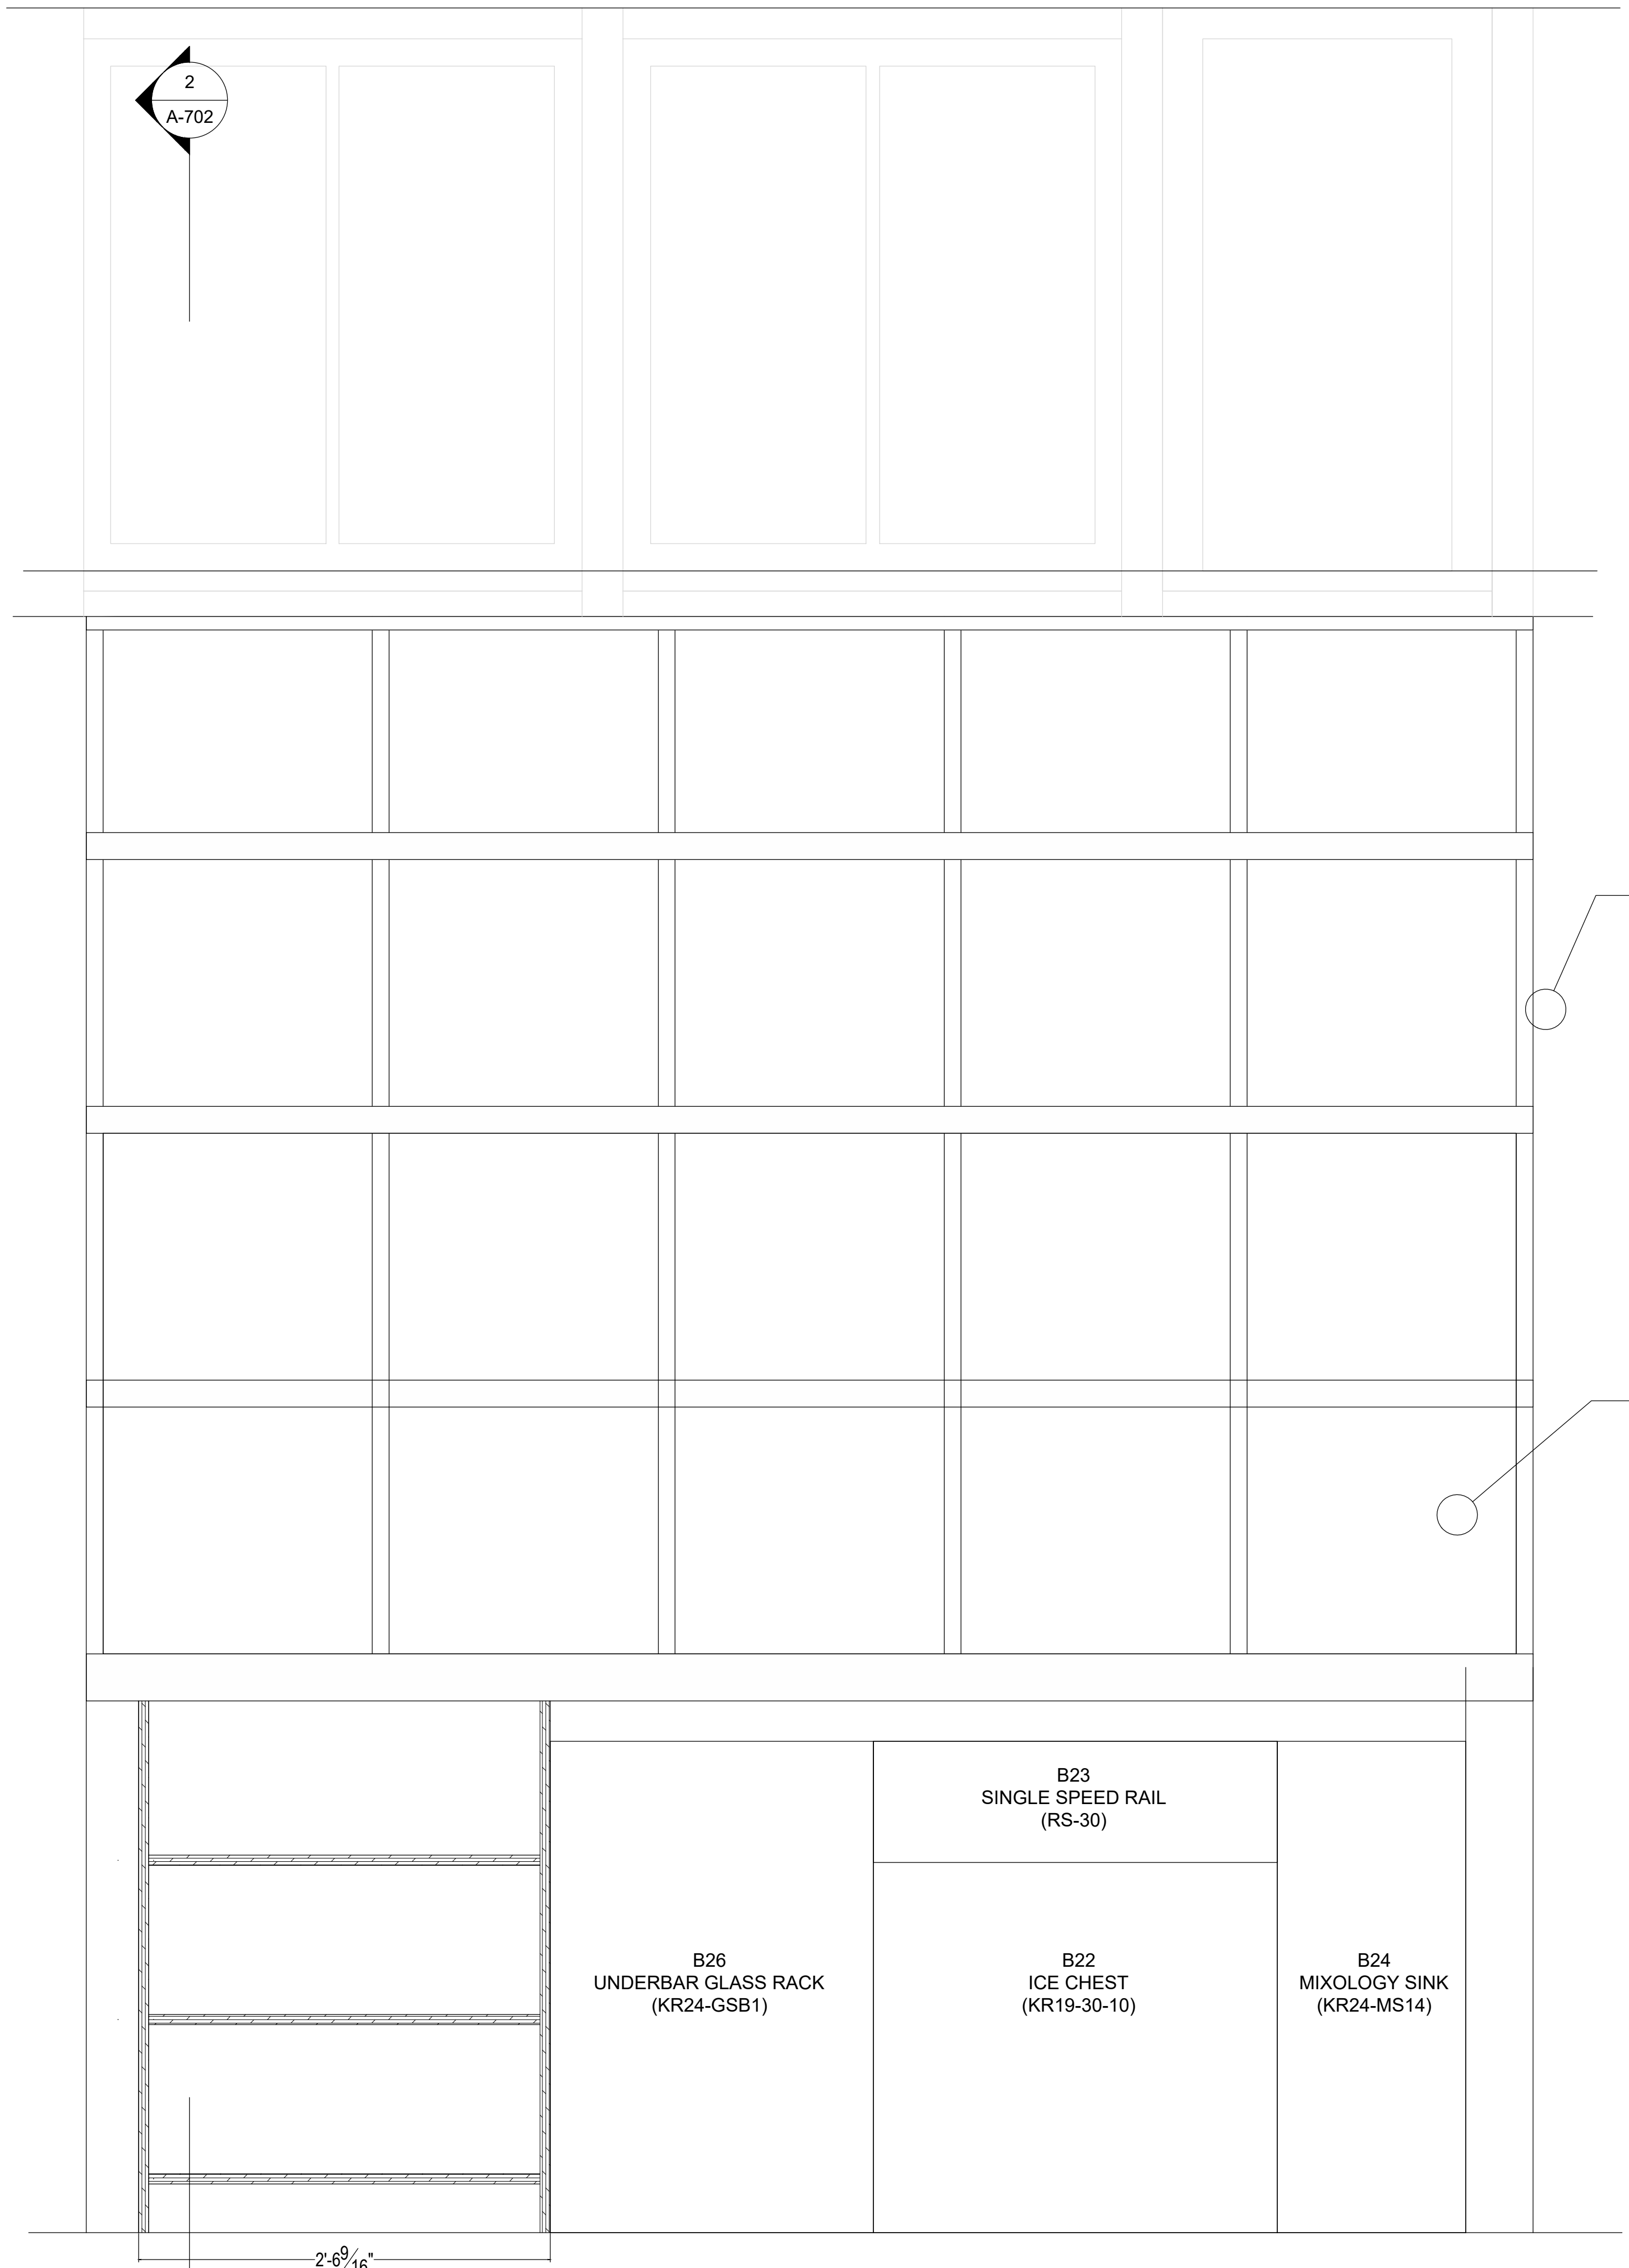 2
A-702
B23
SINGLE SPEED RAIL
(RS-30)
B26
UNDERBAR GLASS RACK
(KR24-GSB1)
B22
ICE CHEST
(KR19-30-10)
B24
MIXOLOGY SINK
(KR24-MS14)
2'-6 9/16"